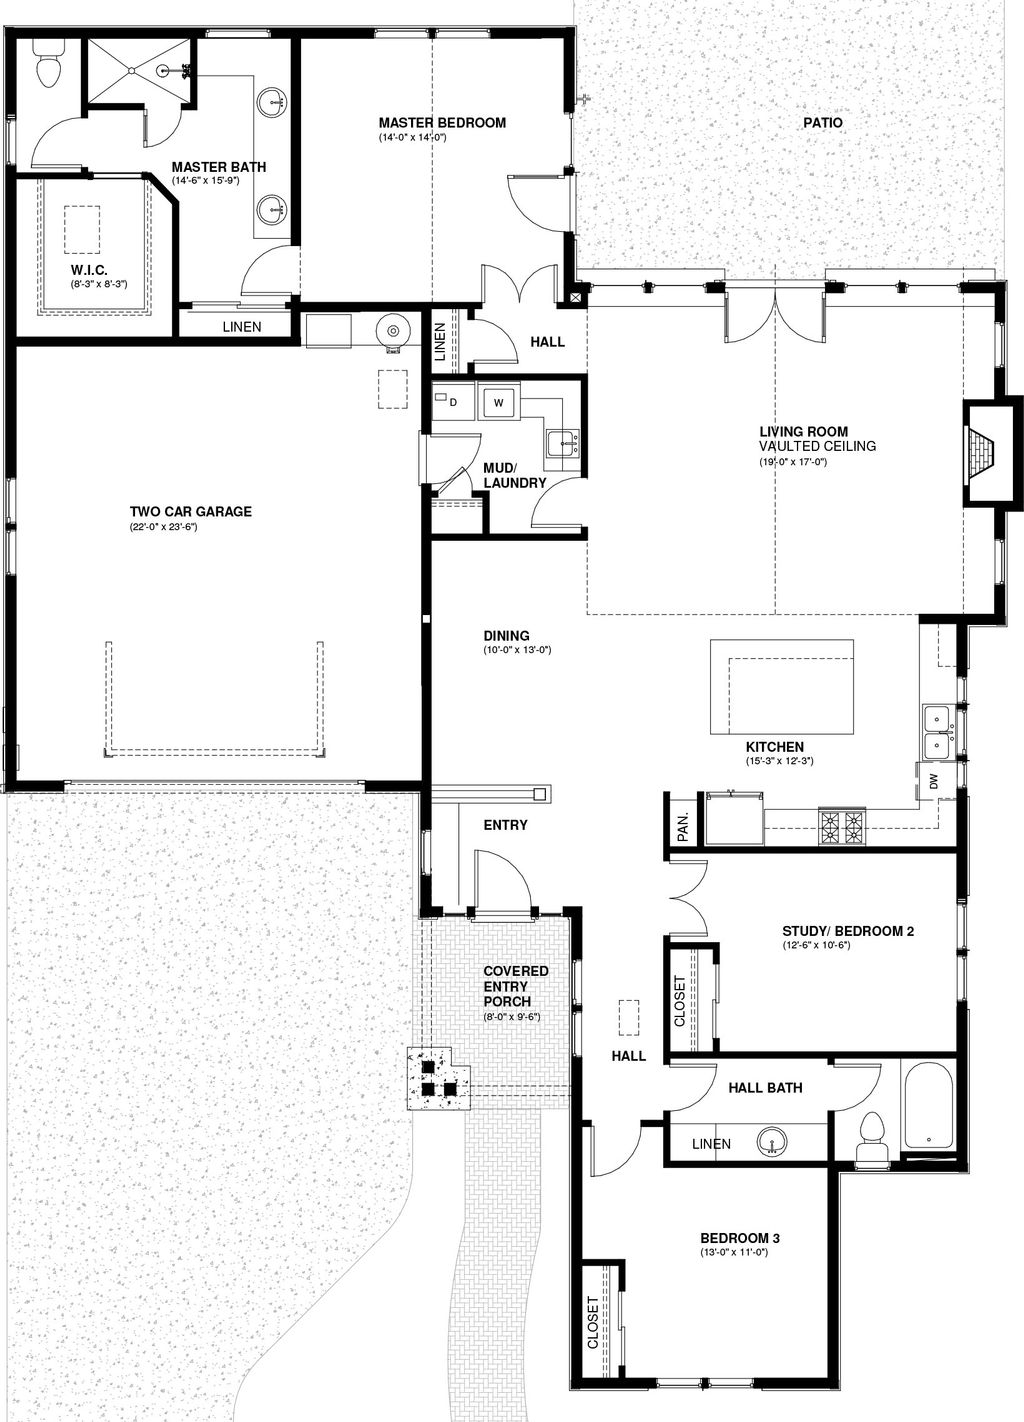 MASTER BEDROOM
(14'-0" x 14'-0")
PATIO
MASTER BATH
(14'-6" x 15'-9")
W.I.C.
(8'-3" x 8'-3")
LINEN
LINEN
HALL
D
W
MUD/
LAUNDRY
LIVING ROOM
VAULTED CEILING
(19'-0" x 17'-0")
TWO CAR GARAGE
(22'-0" x 23'-6")
DINING
(10'-0" x 13'-0")
KITCHEN
(15'-3" x 12'-3")
DW
PAN.
ENTRY
STUDY/ BEDROOM 2
(12'-6" x 10'-6")
COVERED
ENTRY
PORCH
(8'-0" x 9'-6")
CLOSET
HALL
HALL BATH
LINEN
BEDROOM 3
(13'-0" x 11'-0")
CLOSET